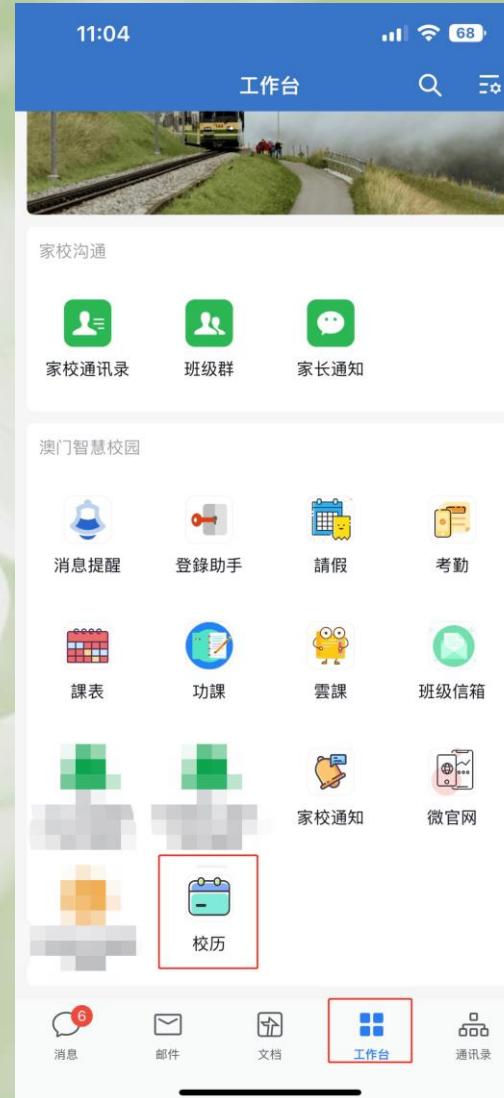 11:04
68
工作台
家校沟通
家校通讯录 班级群 家长通知
澳门智慧校园
消息提醒 登錄助手 請假 考勤
課表 功課 雲課 班级信箱
家校通知 微官网
校历
6
消息 邮件 文档 工作台 通讯录